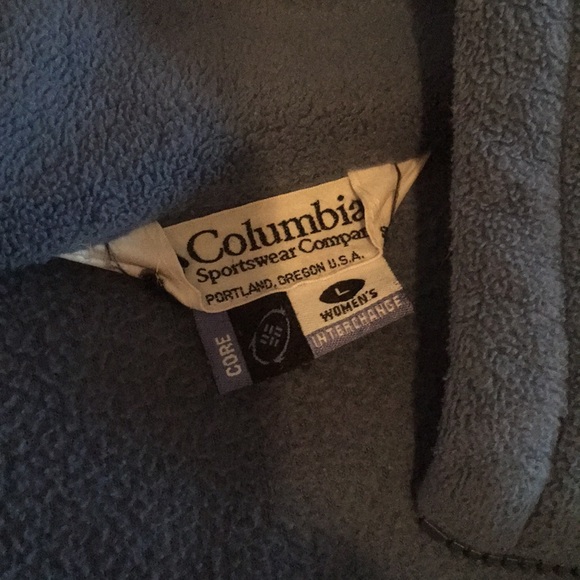 Columbia
Sportswear Company
PORTLAND, OREGON U.S.A.
L
WOMEN'S
CORE
INTERCHANGE